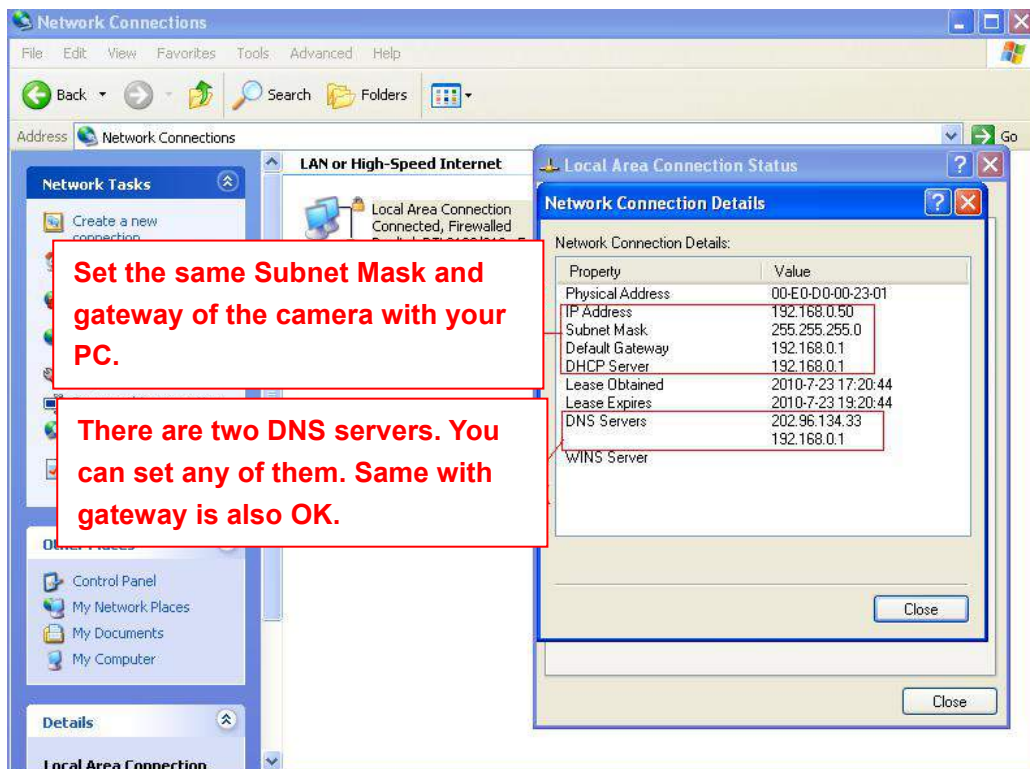 Network Connections
File Edit View Favorites Tools Advanced Help
Back Search Folders
Address Network Connections Go
Network Tasks
Create a new
connection
Other Places
Control Panel
My Network Places
My Documents
My Computer
Details
Local Area Connection
LAN or High-Speed Internet
Local Area Connection
Connected, Firewalled
Set the same Subnet Mask and
gateway of the camera with your
PC.
There are two DNS servers. You
can set any of them. Same with
gateway is also OK.
Local Area Connection Status
Network Connection Details
Network Connection Details:
Property Value
Physical Address 00-E0-D0-00-23-01
IP Address 192.168.0.50
Subnet Mask 255.255.255.0
Default Gateway 192.168.0.1
DHCP Server 192.168.0.1
Lease Obtained 2010-7-23 17:20:44
Lease Expires 2010-7-23 19:20:44
DNS Servers 202.96.134.33
192.168.0.1
WINS Server
Close
Close